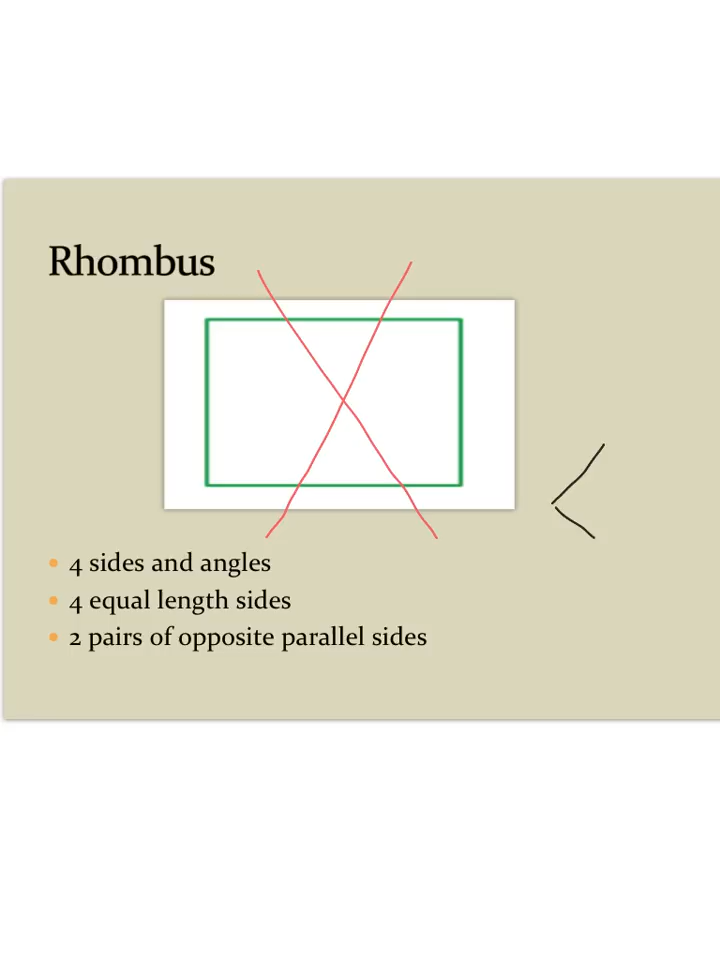 Rhombus
4 sides and angles
4 equal length sides
2 pairs of opposite parallel sides